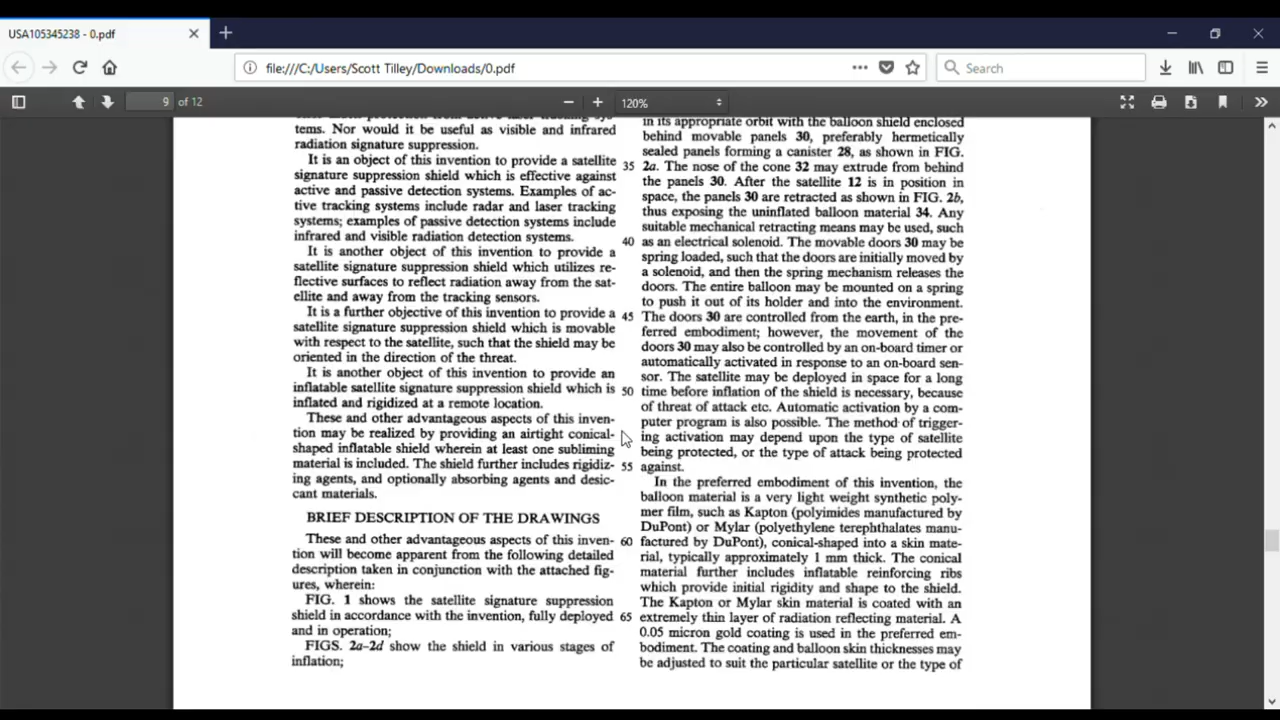 USA105345238 - 0.pdf
file:///C:/Users/Scott Tilley/Downloads/0.pdf
Search
9 of 12
120%
tems. Nor would it be useful as visible and infrared
radiation signature suppression.
It is an object of this invention to provide a satellite
signature suppression shield which is effective against
active and passive detection systems. Examples of ac-
tive tracking systems include radar and laser tracking
systems; examples of passive detection systems include
infrared and visible radiation detection systems.
It is another object of this invention to provide a
satellite signature suppression shield which utilizes re-
flective surfaces to reflect radiation away from the sat-
ellite and away from the tracking sensors.
It is a further objective of this invention to provide a
satellite signature suppression shield which is movable
with respect to the satellite, such that the shield may be
oriented in the direction of the threat.
It is another object of this invention to provide an
inflatable satellite signature suppression shield which is
inflated and rigidized at a remote location.
These and other advantageous aspects of this inven-
tion may be realized by providing an airtight conical-
shaped inflatable shield wherein at least one subliming
material is included. The shield further includes rigidiz-
ing agents, and optionally absorbing agents and desic-
cant materials.
BRIEF DESCRIPTION OF THE DRAWINGS
These and other advantageous aspects of this inven-
tion will become apparent from the following detailed
description taken in conjunction with the attached fig-
ures, wherein:
FIG. 1 shows the satellite signature suppression
shield in accordance with the invention, fully deployed
and in operation;
FIGS. 2a-2d show the shield in various stages of
inflation;
35
40
45
50
55
60
65
in its appropriate orbit with the balloon shield enclosed
behind movable panels 30, preferably hermetically
sealed panels forming a canister 28, as shown in FIG.
2a. The nose of the cone 32 may extrude from behind
the panels 30. After the satellite 12 is in position in
space, the panels 30 are retracted as shown in FIG. 2b,
thus exposing the uninflated balloon material 34. Any
suitable mechanical retracting means may be used, such
as an electrical solenoid. The movable doors 30 may be
spring loaded, such that the doors are initially moved by
a solenoid, and then the spring mechanism releases the
doors. The entire balloon may be mounted on a spring
to push it out of its holder and into the environment.
The doors 30 are controlled from the earth, in the pre-
ferred embodiment; however, the movement of the
doors 30 may also be controlled by an on-board timer or
automatically activated in response to an on-board sen-
sor. The satellite may be deployed in space for a long
time before inflation of the shield is necessary, because
of threat of attack etc. Automatic activation by a com-
puter program is also possible. The method of trigger-
ing activation may depend upon the type of satellite
being protected, or the type of attack being protected
against.
In the preferred embodiment of this invention, the
balloon material is a very light weight synthetic poly-
mer film, such as Kapton (polyimides manufactured by
DuPont) or Mylar (polyethylene terephthalates manu-
factured by DuPont), conical-shaped into a skin mate-
rial, typically approximately 1 mm thick. The conical
material further includes inflatable reinforcing ribs
which provide initial rigidity and shape to the shield.
The Kapton or Mylar skin material is coated with an
extremely thin layer of radiation reflecting material. A
0.05 micron gold coating is used in the preferred em-
bodiment. The coating and balloon skin thicknesses may
be adjusted to suit the particular satellite or the type of